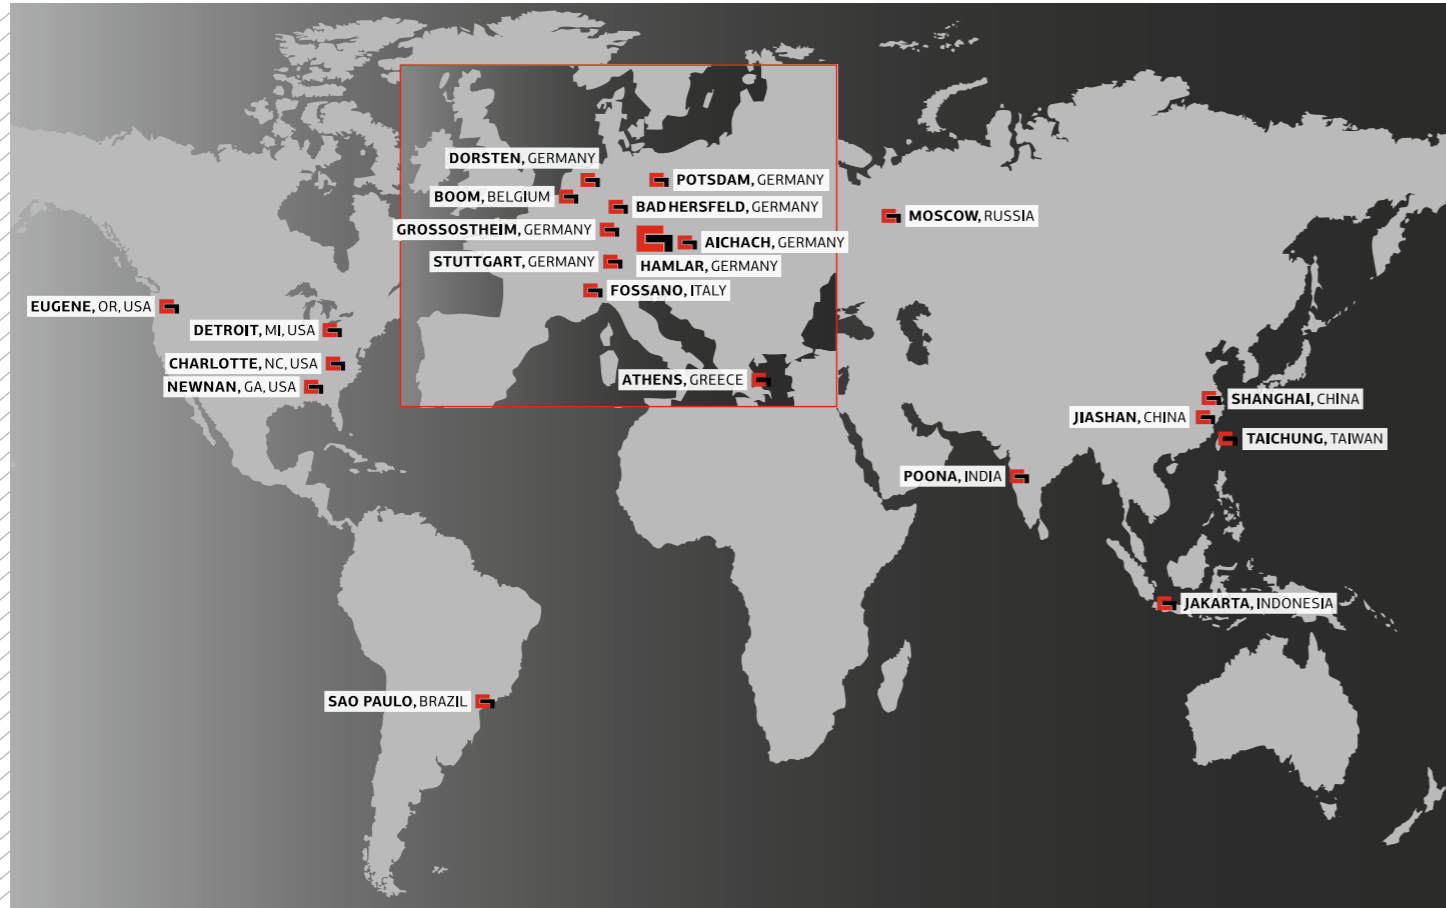 DORSTEN, GERMANY
POTSDAM, GERMANY
BOOM, BELGIUM
BAD HERSFELD, GERMANY
MOSCOW, RUSSIA
GROSSOSTHEIM, GERMANY
AICHACH, GERMANY
STUTTGART, GERMANY
HAMLAR, GERMANY
FOSSANO, ITALY
EUGENE, OR, USA
DETROIT, MI, USA
CHARLOTTE, NC, USA
NEWNAN, GA, USA
ATHENS, GREECE
SHANGHAI, CHINA
JIASHAN, CHINA
TAICHUNG, TAIWAN
POONA, INDIA
JAKARTA, INDONESIA
SAO PAULO, BRAZIL